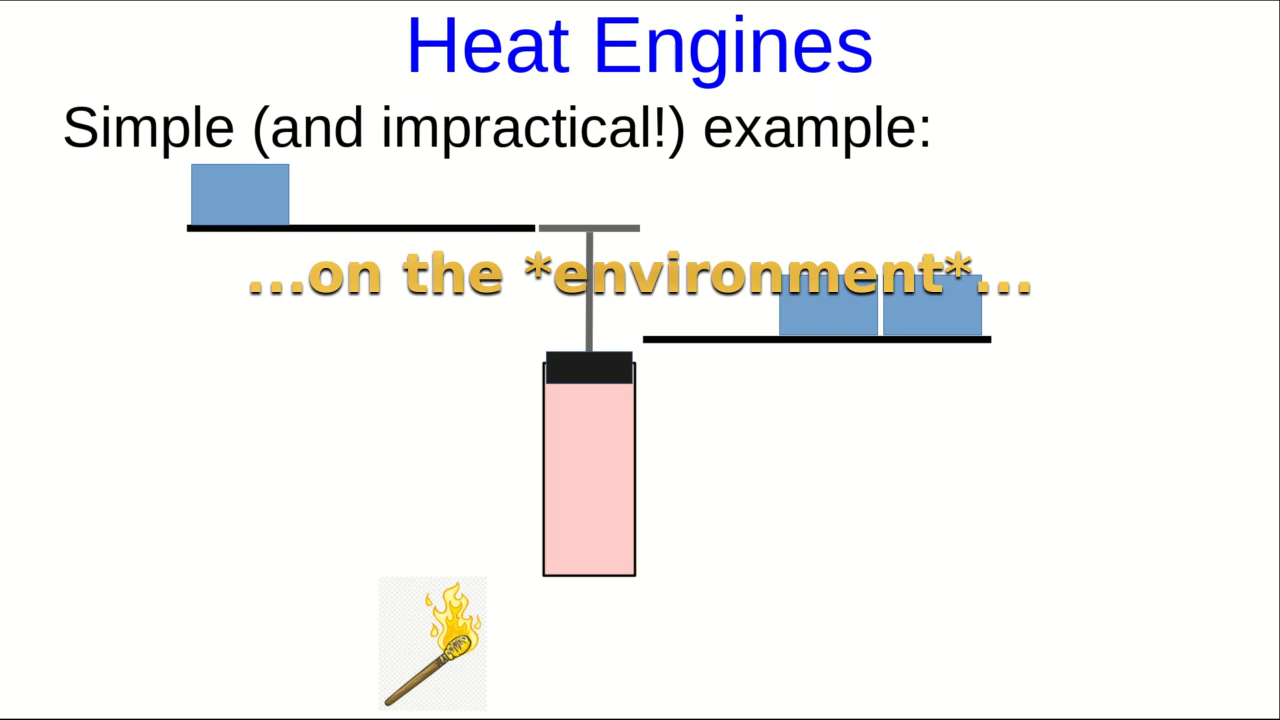 Heat Engines
Simple (and impractical!) example:
...on the *environment*...